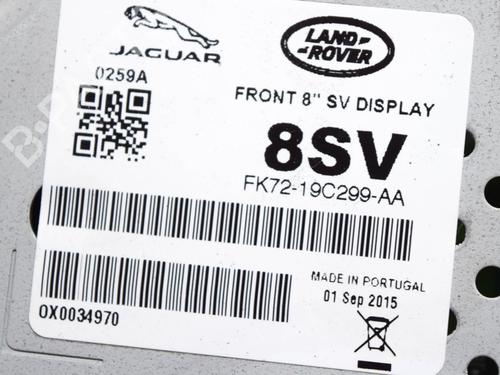 JAGUAR
LAND
ROVER
0259A
FRONT 8" SV DISPLAY
8SV
FK72-19C299-AA
MADE IN PORTUGAL
01 Sep 2015
OX0034970